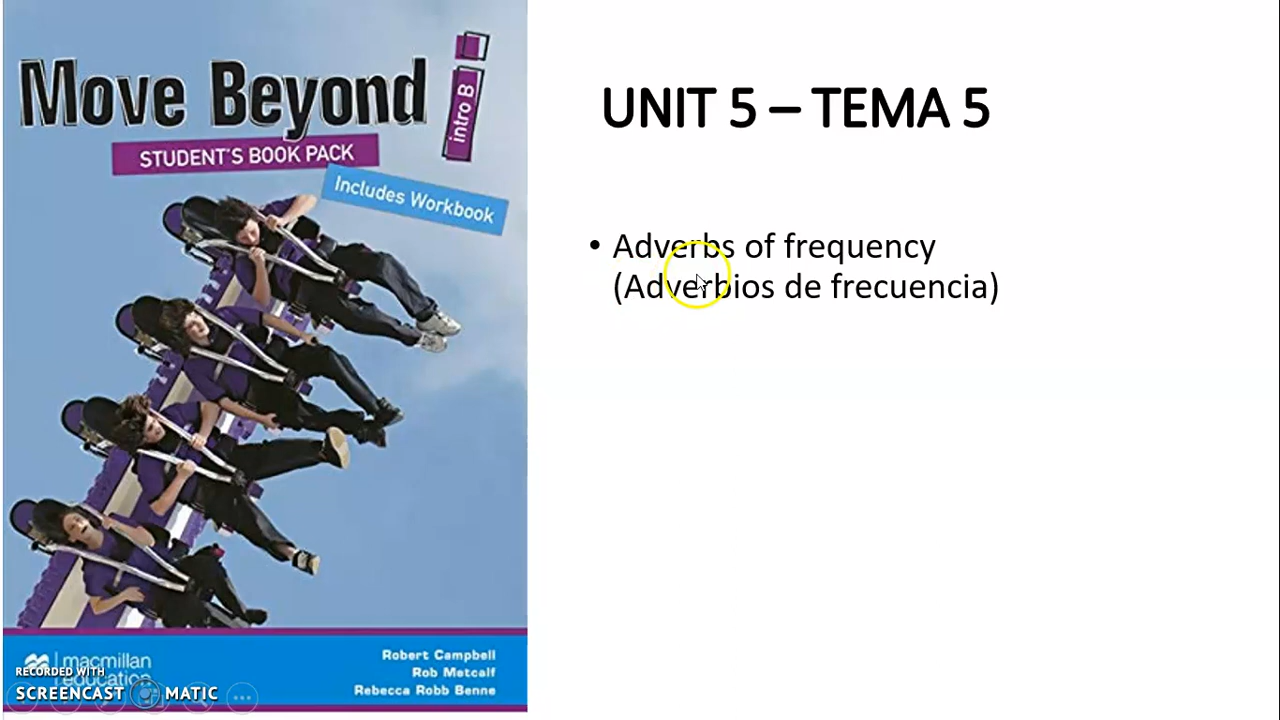 Move Beyond
intro B
STUDENT'S BOOK PACK
Includes Workbook
UNIT 5 – TEMA 5
• Adverbs of frequency
(Adverbios de frecuencia)
macmillan
education
Robert Campbell
Rob Metcalf
Rebecca Robb Benne
RECORDED WITH
SCREENCAST MATIC